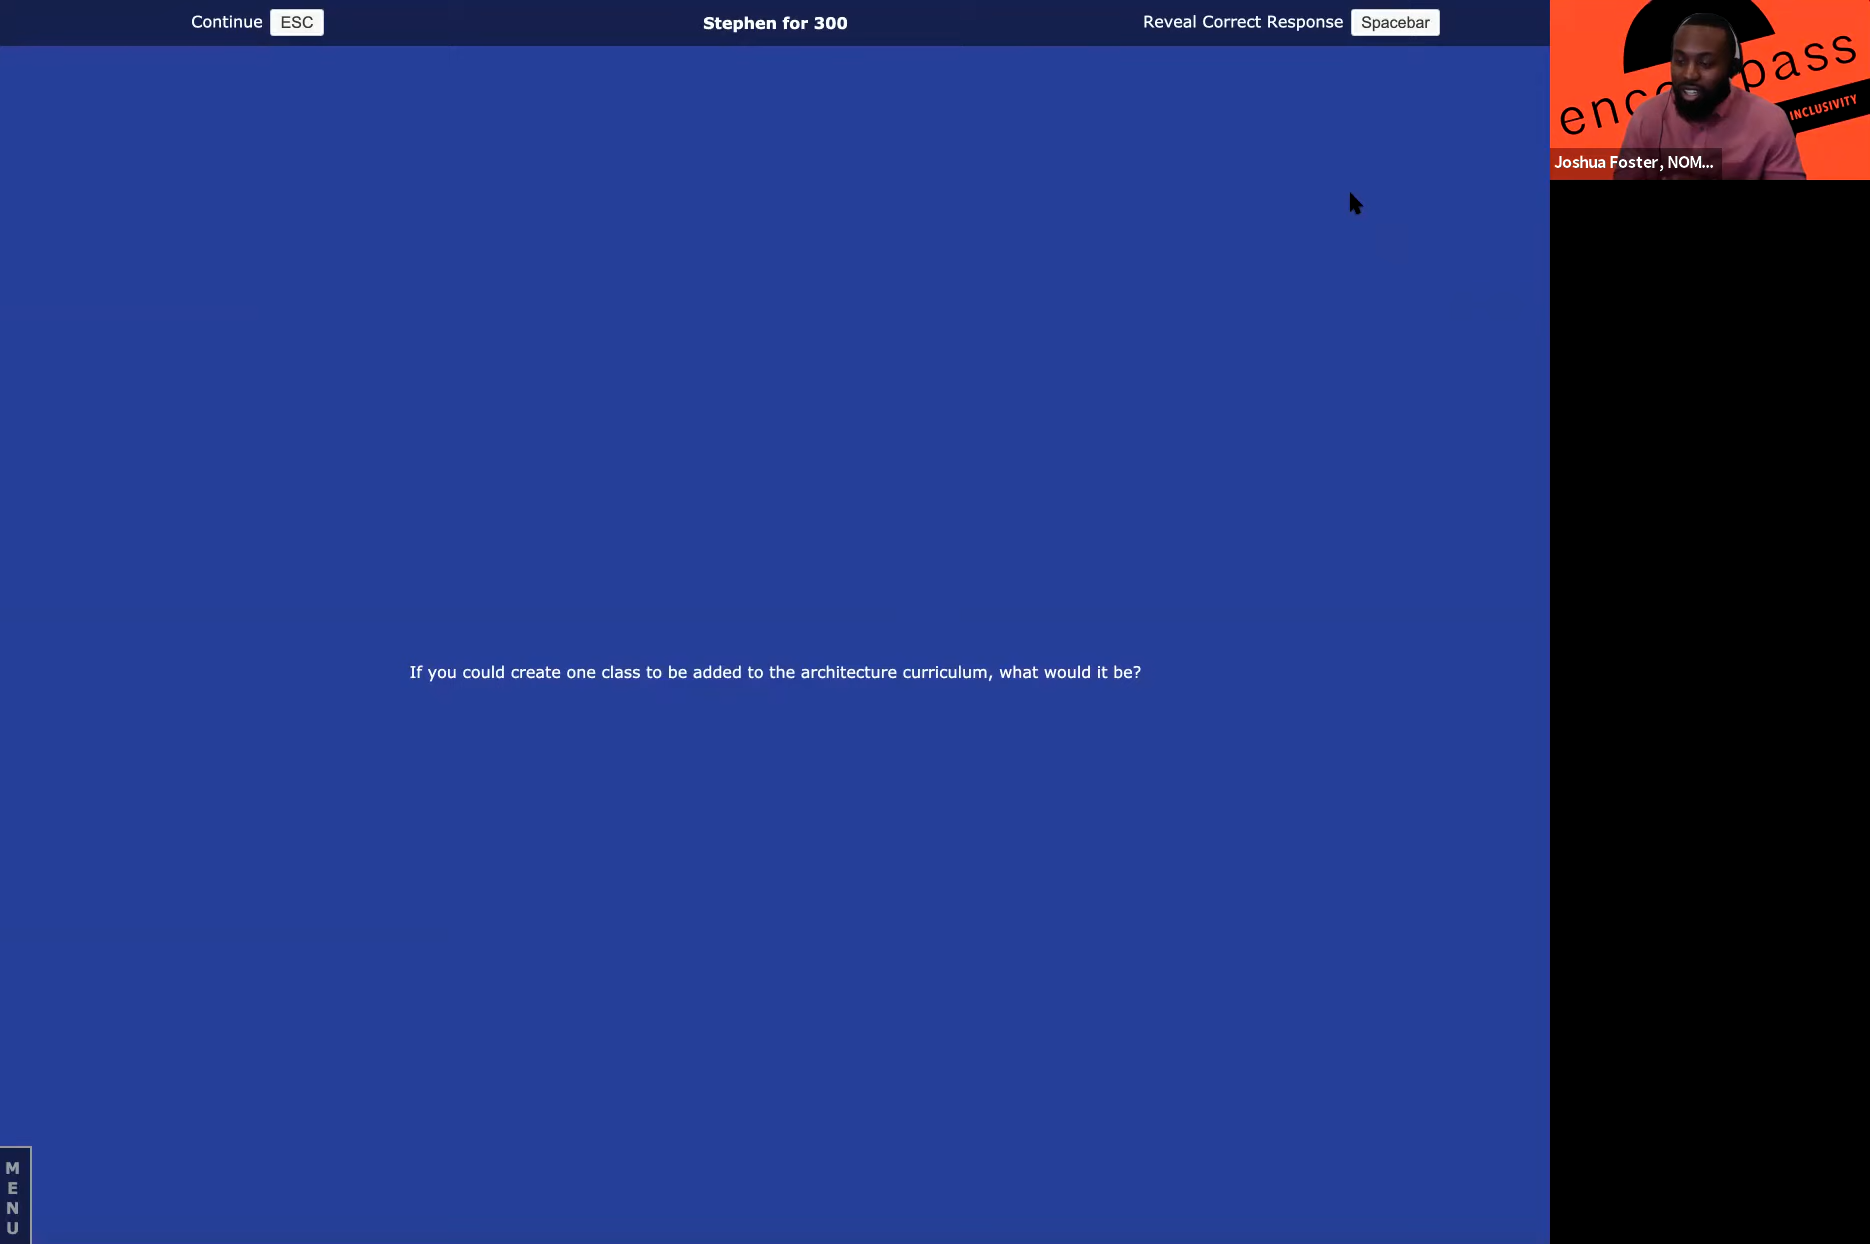 Continue ESC
Stephen for 300
Reveal Correct Response Spacebar
INCLUSIVITY
Joshua Foster, NOM...
If you could create one class to be added to the architecture curriculum, what would it be?
M
E
N
U